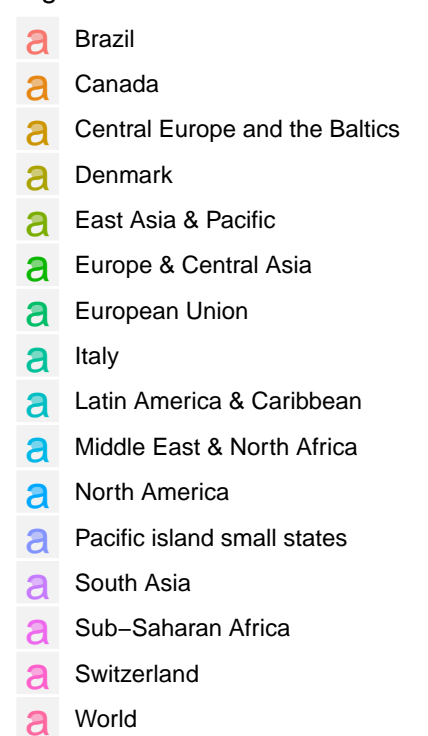 a Brazil
a Canada
a Central Europe and the Baltics
a Denmark
a East Asia & Pacific
a Europe & Central Asia
a European Union
a Italy
a Latin America & Caribbean
a Middle East & North Africa
a North America
a Pacific island small states
a South Asia
a Sub−Saharan Africa
a Switzerland
a World